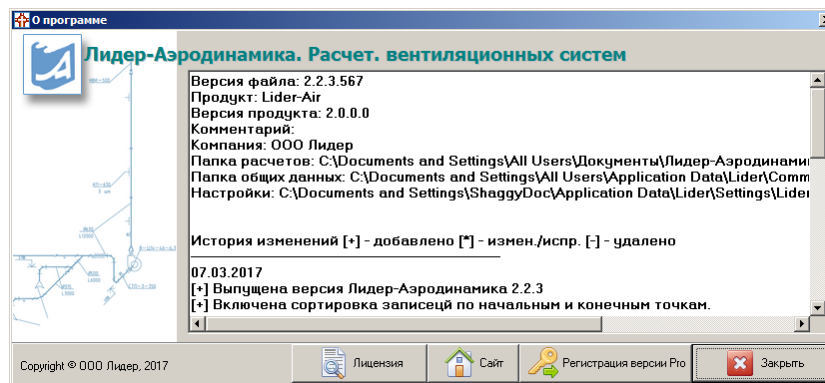 О программе
Лидер-Аэродинамика. Расчет. вентиляционных систем
Версия файла: 2.2.3.567
Продукт: Lider-Air
Версия продукта: 2.0.0.0
Комментарий:
Компания: ООО Лидер
Папка расчетов: C:\Documents and Settings\All Users\Документы\Лидер-Аэродинами
Папка общих данных: C:\Documents and Settings\All Users\Application Data\Lider\Comm
Настройки: C:\Documents and Settings\ShaggyDoc\Application Data\Lider\Settings\Lider
История изменений [+] - добавлено [*] - измен./испр. [-] - удалено
07.03.2017
[+] Выпущена версия Лидер-Аэродинамика 2.2.3
[+] Включена сортировка записецй по начальным и конечным точкам.
Copyright © ООО Лидер, 2017
Лицензия
Сайт
Регистрация версии Pro
Закрыть